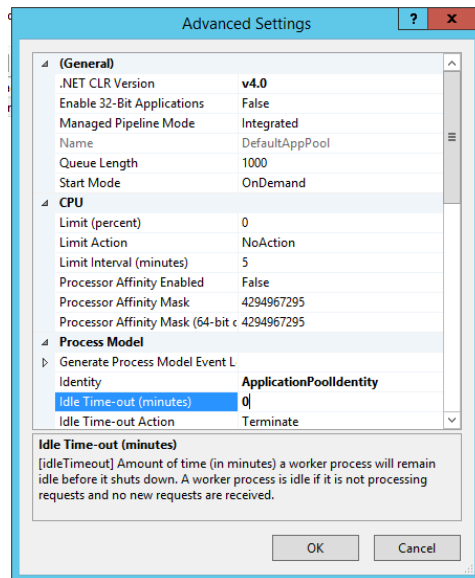 Advanced Settings
?
x
(General)
.NET CLR Version v4.0
Enable 32-Bit Applications False
Managed Pipeline Mode Integrated
Name DefaultAppPool
Queue Length 1000
Start Mode OnDemand
CPU
Limit (percent) 0
Limit Action NoAction
Limit Interval (minutes) 5
Processor Affinity Enabled False
Processor Affinity Mask 4294967295
Processor Affinity Mask (64-bit o 4294967295
Process Model
Generate Process Model Event L
Identity ApplicationPoolIdentity
Idle Time-out (minutes) 0
Idle Time-out Action Terminate
Idle Time-out (minutes)
[idleTimeout] Amount of time (in minutes) a worker process will remain
idle before it shuts down. A worker process is idle if it is not processing
requests and no new requests are received.
OK Cancel